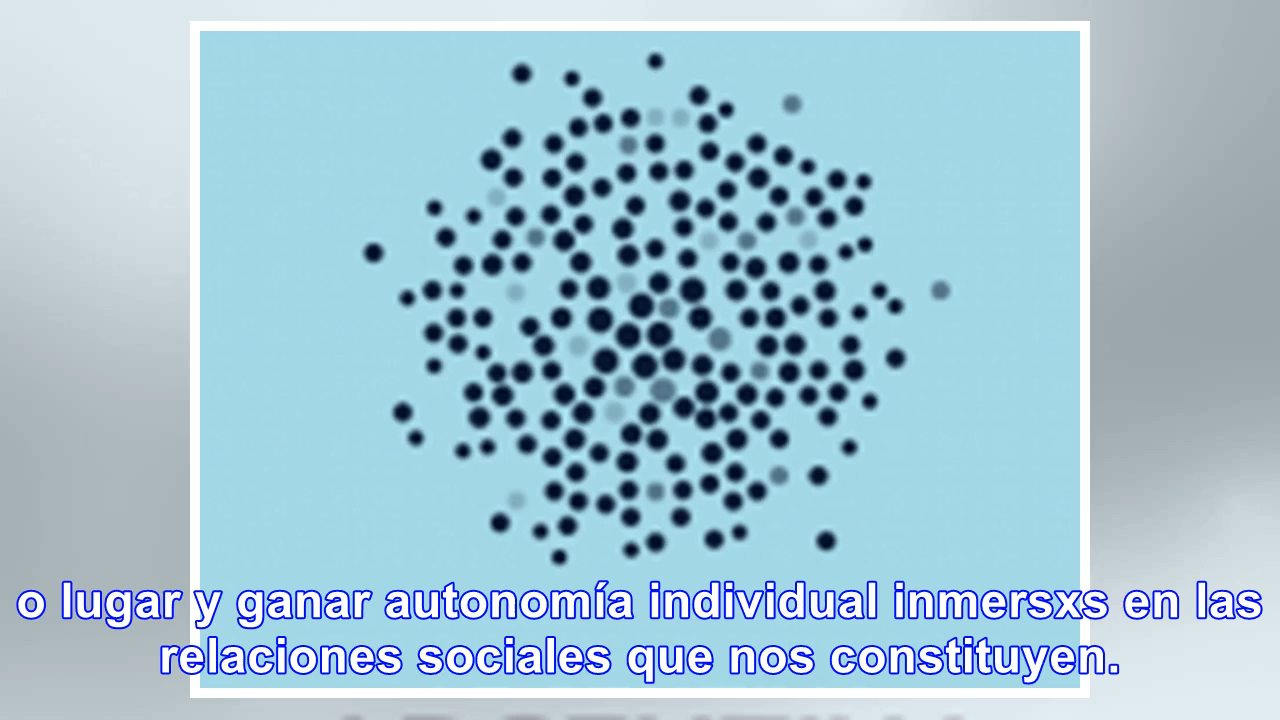 o lugar y ganar autonomía individual inmersxs en las
relaciones sociales que nos constituyen.